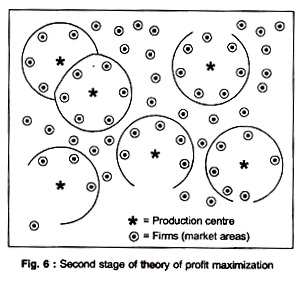 * = Production centre
⊙ = Firms (market areas)
Fig. 6 : Second stage of theory of profit maximization